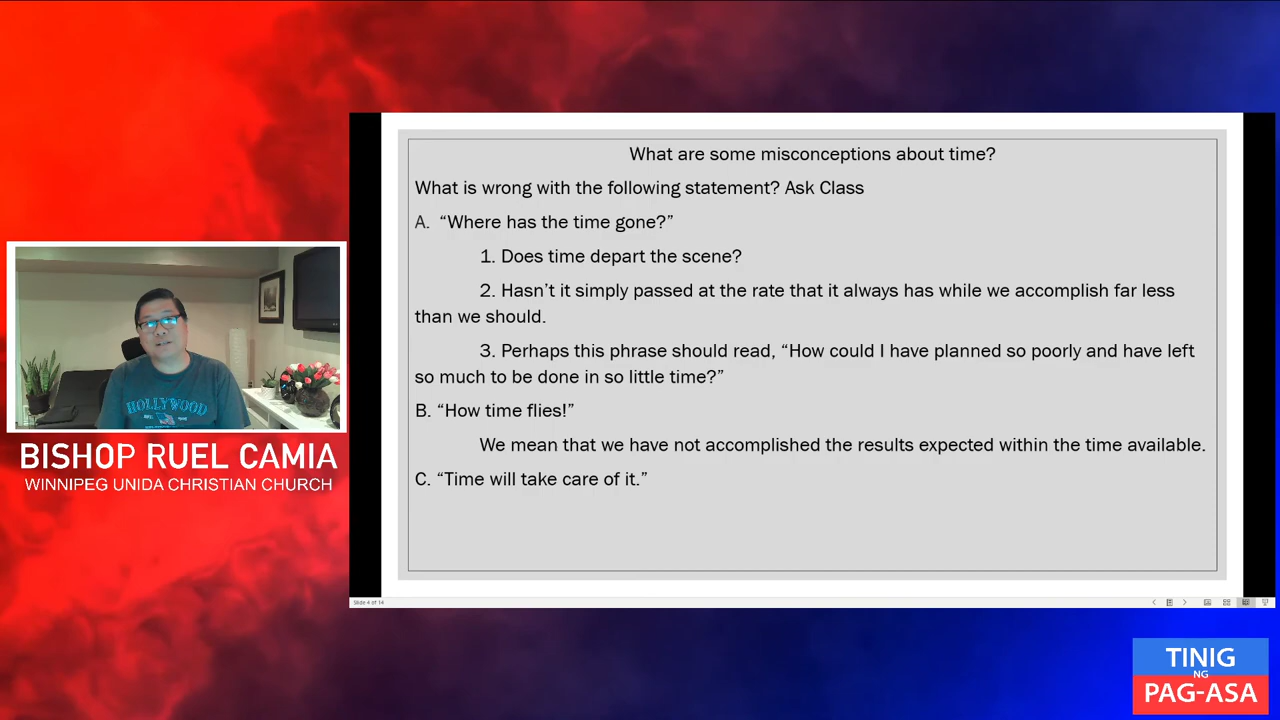 What are some misconceptions about time?
What is wrong with the following statement? Ask Class
A. “Where has the time gone?”
1. Does time depart the scene?
2. Hasn’t it simply passed at the rate that it always has while we accomplish far less
than we should.
3. Perhaps this phrase should read, “How could I have planned so poorly and have left
so much to be done in so little time?”
B. “How time flies!”
We mean that we have not accomplished the results expected within the time available.
C. “Time will take care of it.”
Slide 4 of 14
HOLLYWOOD
BISHOP RUEL CAMIA
WINNIPEG UNIDA CHRISTIAN CHURCH
TINIG
NG
PAG-ASA